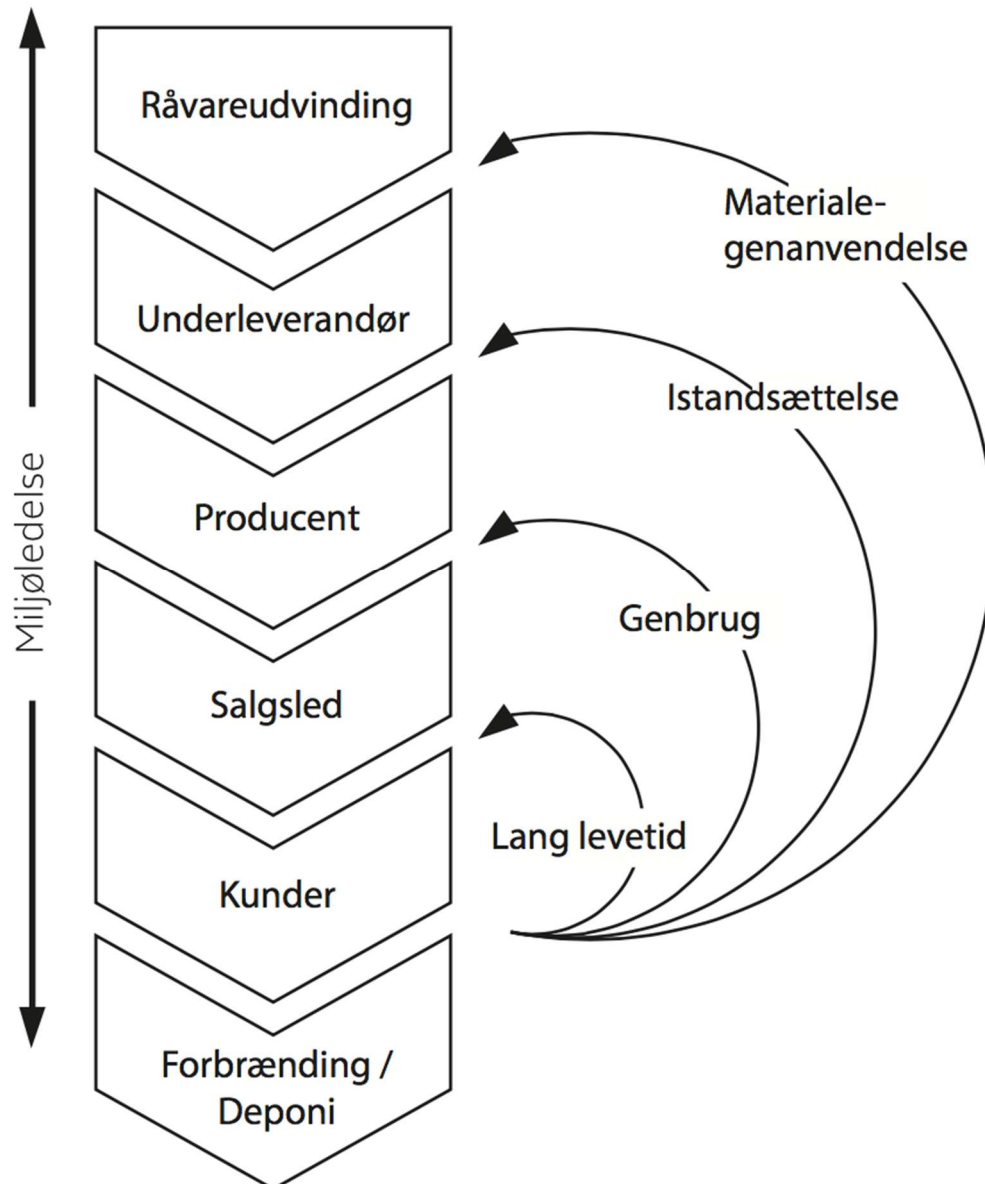 Råvareudvinding
Materiale-
genanvendelse
Underleverandør
Istandsættelse
Miljøledelse
Producent
Genbrug
Salgsled
Lang levetid
Kunder
Forbrænding /
Deponi